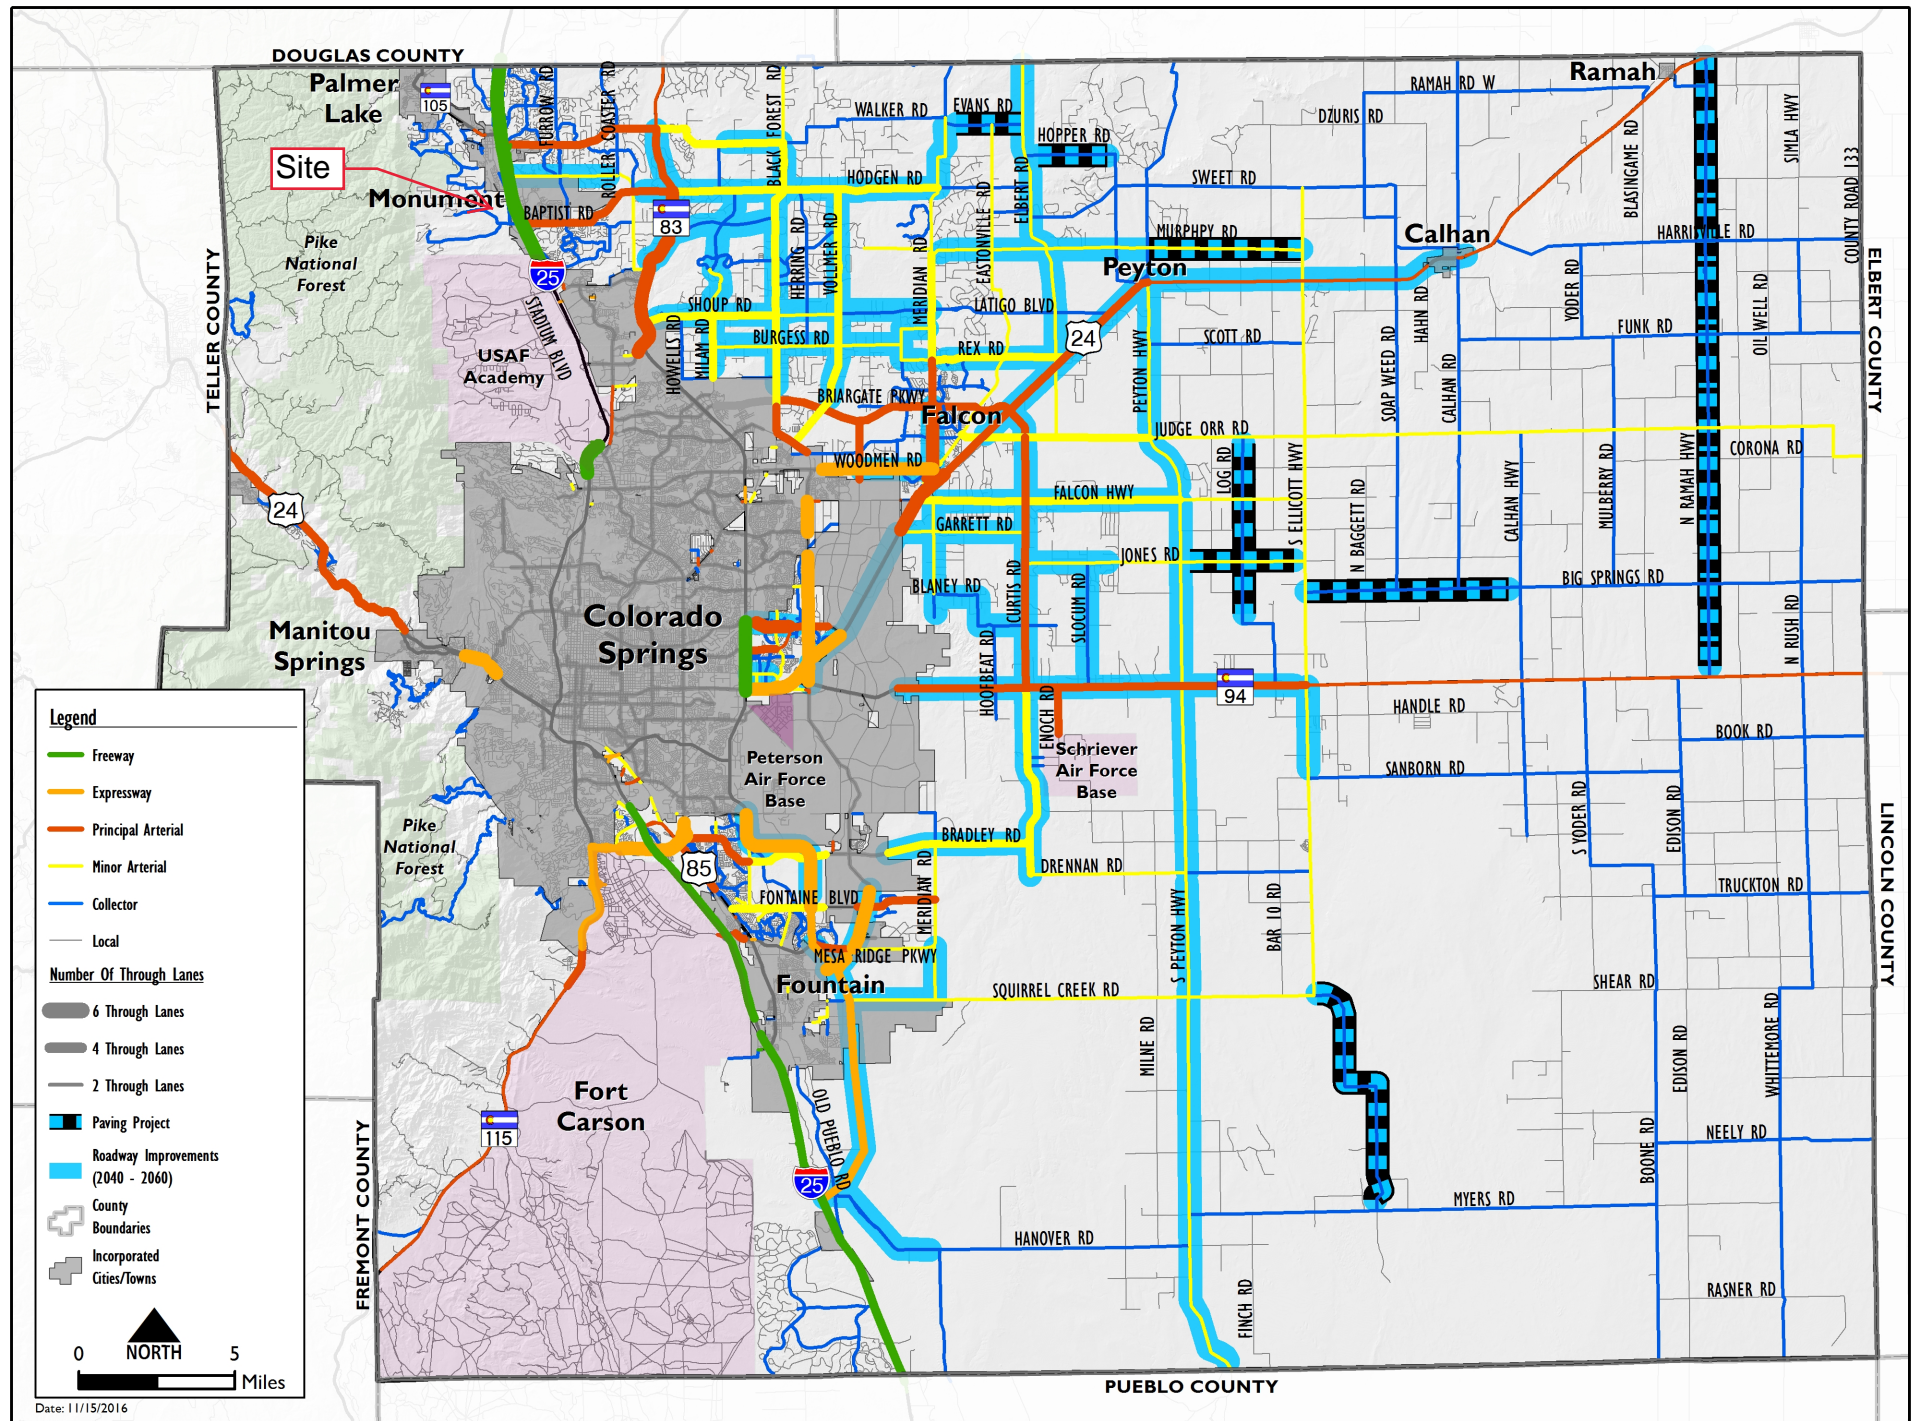 DOUGLAS COUNTY
Palmer
Lake
105
Site
Monument
FURROW RD
ROLLER COASTER RD
BAPTIST RD
83
BLACK FOREST RD
WALKER RD
EVANS RD
HOPPER RD
HODGEN RD
ELBERT RD
EASTONVILLE RD
MERIDIAN RD
HERRING RD
VOLLMER RD
SHOUP RD
BURGESS RD
LATIGO BLVD
REX RD
HOWELLS RD
MILAM RD
BRIARGATE PKWY
WOODMEN RD
Falcon
Ramah
RAMAH RD W
DZURIS RD
SWEET RD
MURPHPY RD
Peyton
Calhan
24
SCOTT RD
PEYTON HWY
JUDGE ORR RD
BLASINGAME RD
SIMLA HWY
COUNTY ROAD 133
HARRISVILLE RD
YODER RD
OIL WELL RD
FUNK RD
HAHN RD
SOAP WEED RD
CALHAN RD
CORONA RD
N RAMAH HWY
MULBERRY RD
CALHAN HWY
N BAGGETT RD
S ELLICOTT HWY
LOG RD
FALCON HWY
GARRETT RD
JONES RD
BLANEY RD
CURTIS RD
SLOCUM RD
HOOFBEAT RD
BIG SPRINGS RD
N RUSH RD
ELBERT COUNTY
TELLER COUNTY
Pike
National
Forest
25
STADIUM BLVD
USAF
Academy
24
Manitou
Springs
Colorado
Springs
94
ENOCH RD
Schriever
Air Force
Base
Peterson
Air Force
Base
HANDLE RD
BOOK RD
SANBORN RD
S YODER RD
EDISON RD
TRUCKTON RD
LINCOLN COUNTY
Pike
National
Forest
85
BRADLEY RD
DRENNAN RD
FONTAINE BLVD
MERIDIAN RD
MESA RIDGE PKWY
Fountain
SQUIRREL CREEK RD
S PEYTON HWY
BAR 10 RD
MILNE RD
SHEAR RD
EDISON RD
WHITTEMORE RD
BOONE RD
NEELY RD
MYERS RD
RASNER RD
Fort
Carson
115
OLD PUEBLO RD
25
HANOVER RD
FINCH RD
FREMONT COUNTY
PUEBLO COUNTY
Legend
Freeway
Expressway
Principal Arterial
Minor Arterial
Collector
Local
Number Of Through Lanes
6 Through Lanes
4 Through Lanes
2 Through Lanes
Paving Project
Roadway Improvements
(2040 - 2060)
County
Boundaries
Incorporated
Cities/Towns
NORTH
0 5
Miles
Date: 11/15/2016